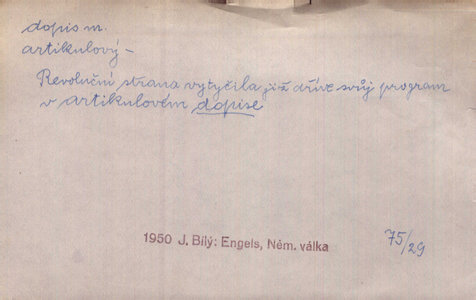 dopis m.
artikulový –
Revoluční strana vytyčila již dříve svůj program
v artikulovém dopise
1950 J. Bílý: Engels, Něm. válka
75/29